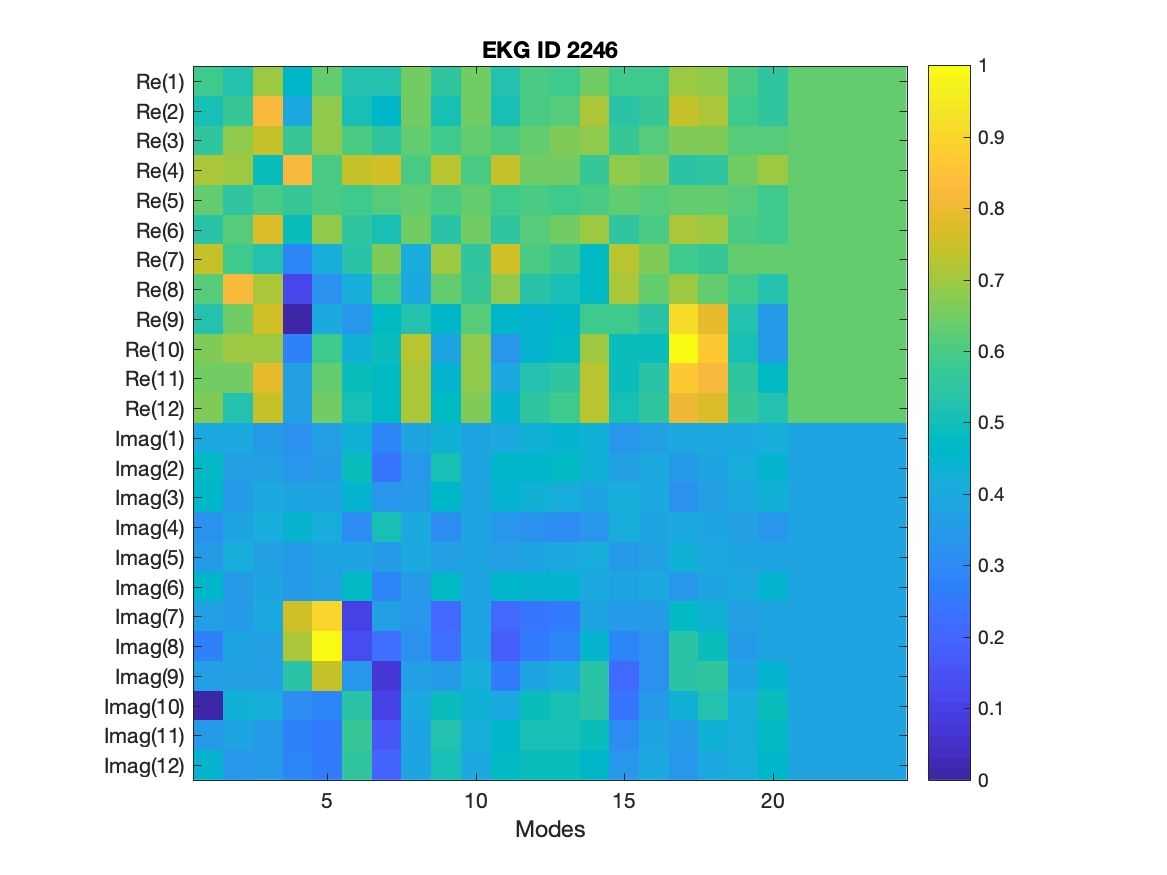 EKG ID 2246
Re(1)
Re(2)
Re(3)
Re(4)
Re(5)
Re(6)
Re(7)
Re(8)
Re(9)
Re(10)
Re(11)
Re(12)
Imag(1)
Imag(2)
Imag(3)
Imag(4)
Imag(5)
Imag(6)
Imag(7)
Imag(8)
Imag(9)
Imag(10)
Imag(11)
Imag(12)
5 10 15 20
Modes
1
0.9
0.8
0.7
0.6
0.5
0.4
0.3
0.2
0.1
0